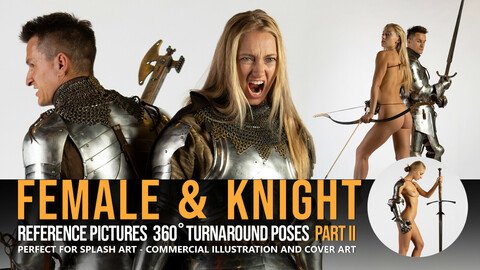 FEMALE & KNIGHT
REFERENCE PICTURES 360° TURNAROUND POSES PART II
PERFECT FOR SPLASH ART - COMMERCIAL ILLUSTRATION AND COVER ART